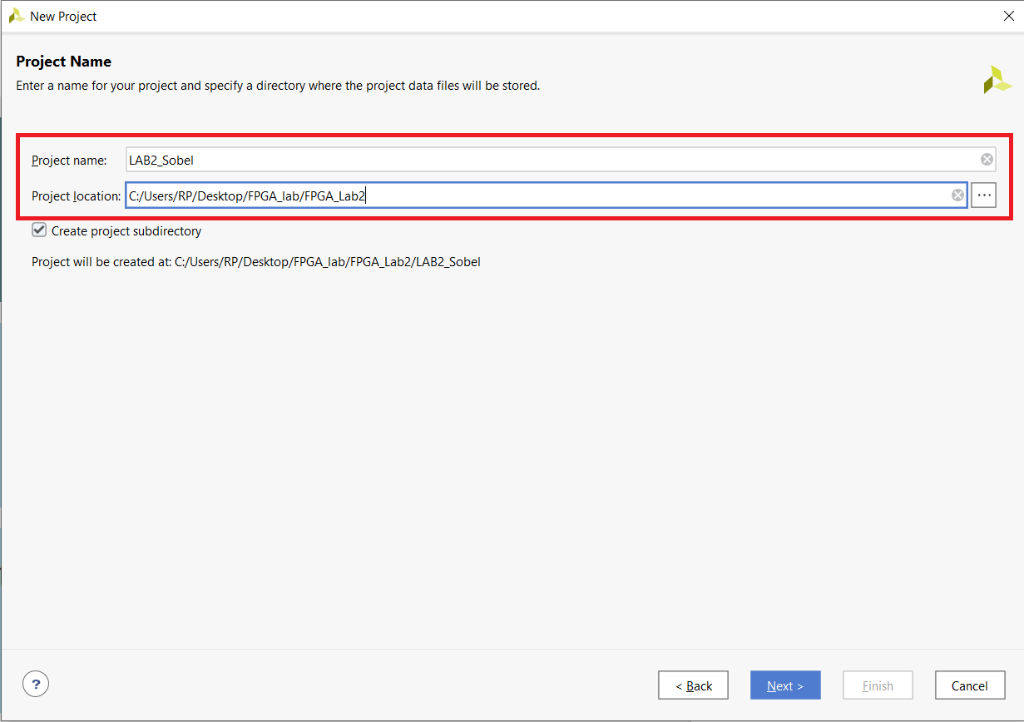 New Project
Project Name
Enter a name for your project and specify a directory where the project data files will be stored.
Project name: LAB2_Sobel
Project location: C:/Users/RP/Desktop/FPGA_lab/FPGA_Lab2
Create project subdirectory
Project will be created at: C:/Users/RP/Desktop/FPGA_lab/FPGA_Lab2/LAB2_Sobel
? < Back Next > Finish Cancel